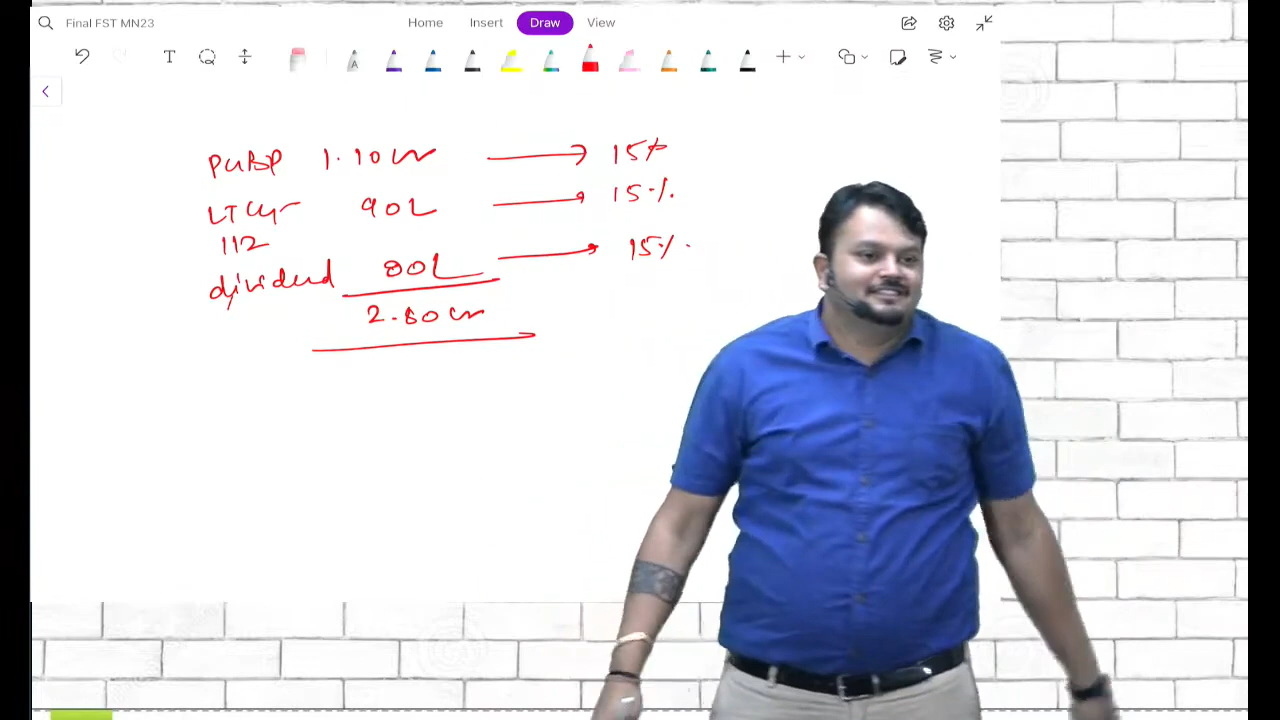 Final FST MN23
Home Insert Draw View
T
A
PGBP 1.10 cr → 15%
LTCG 90L → 15%
112
dividend 80L → 15%
2.80 cr